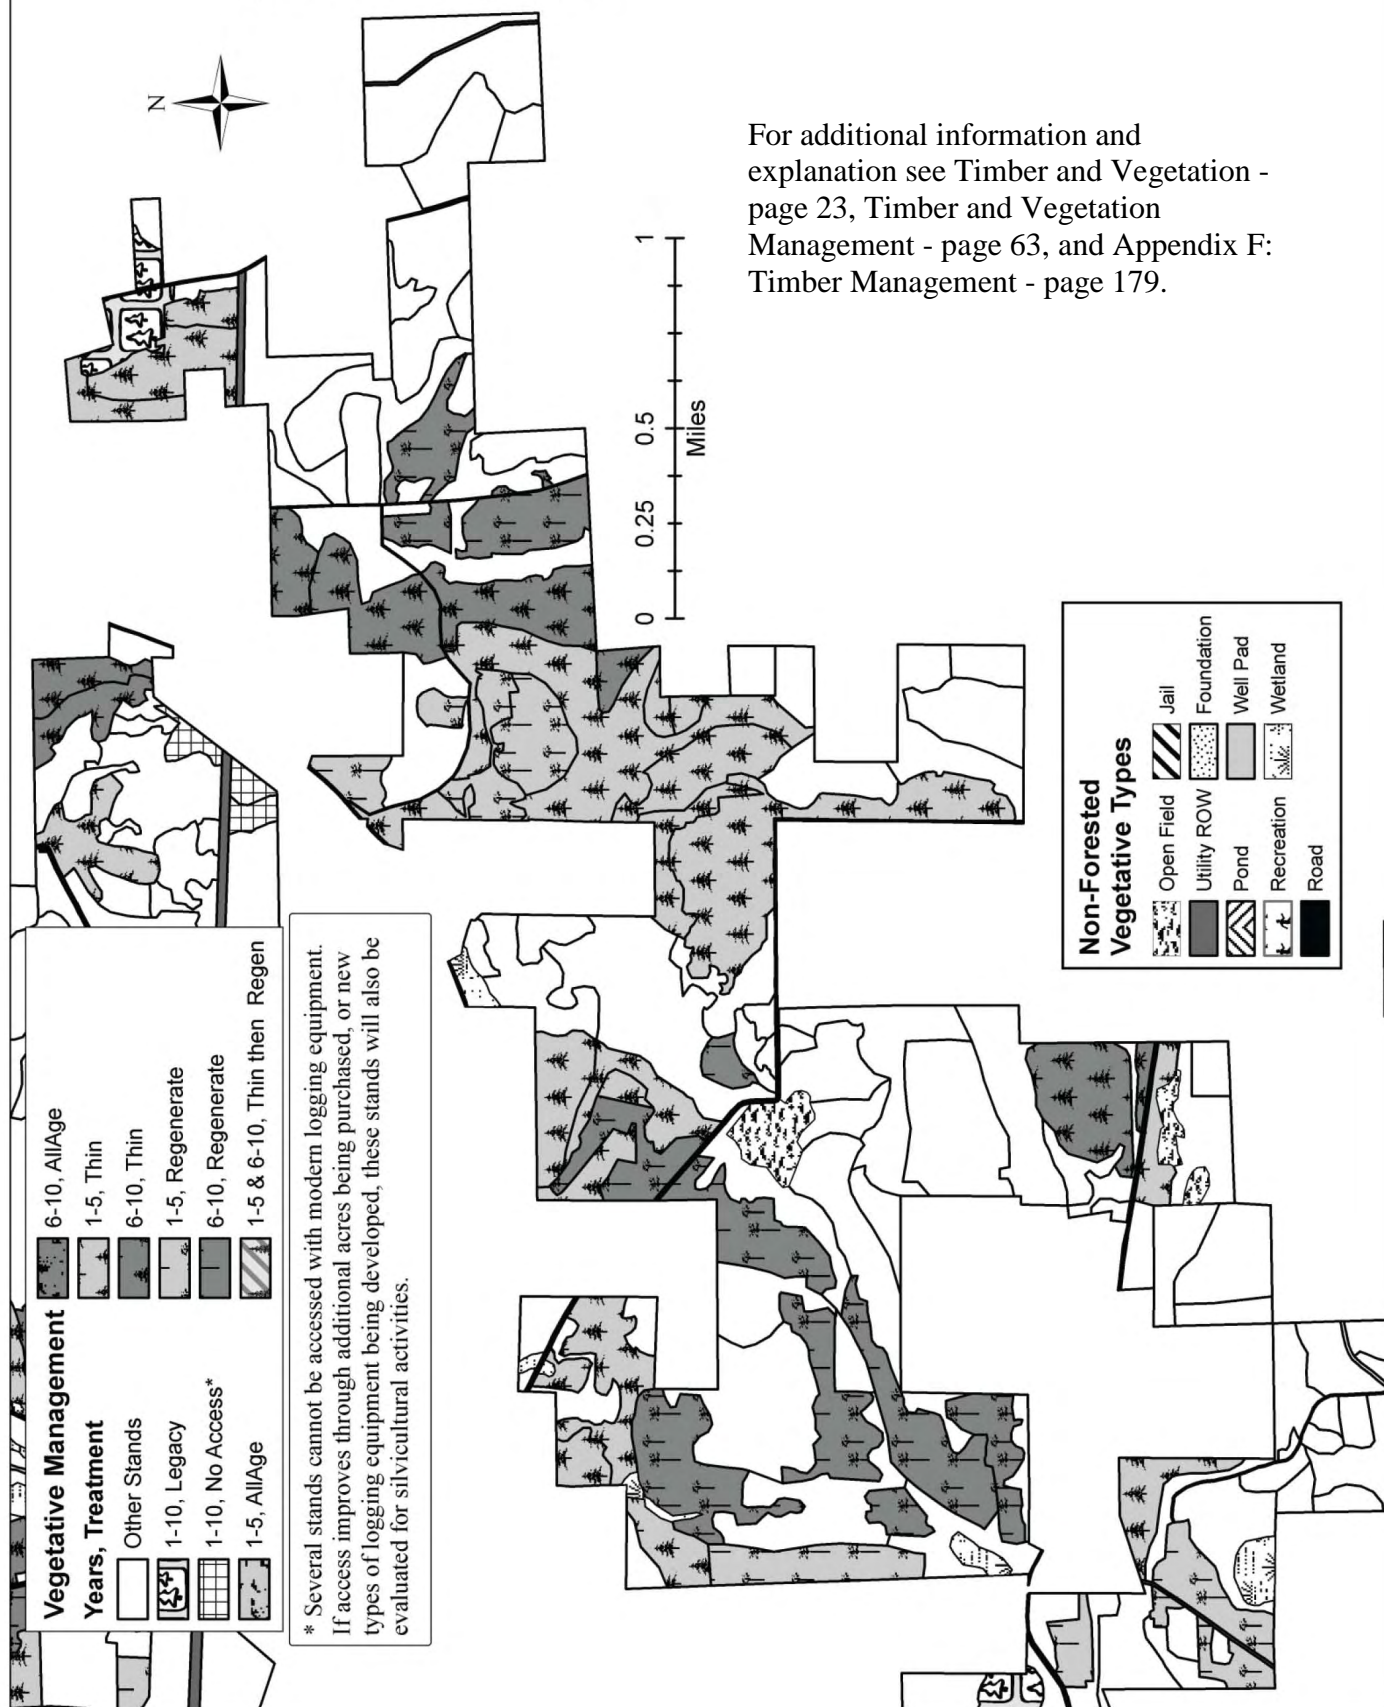 N
For additional information and
explanation see Timber and Vegetation -
page 23, Timber and Vegetation
Management - page 63, and Appendix F:
Timber Management - page 179.
0 0.25 0.5 1
Miles
Vegetative Management
Years, Treatment
Other Stands
1-10, Legacy
1-10, No Access*
1-5, AllAge
6-10, AllAge
1-5, Thin
6-10, Thin
1-5, Regenerate
6-10, Regenerate
1-5 & 6-10, Thin then Regen
* Several stands cannot be accessed with modern logging equipment.
If access improves through additional acres being purchased, or new
types of logging equipment being developed, these stands will also be
evaluated for silvicultural activities.
Non-Forested
Vegetative Types
Open Field
Utility ROW
Pond
Recreation
Road
Jail
Foundation
Well Pad
Wetland